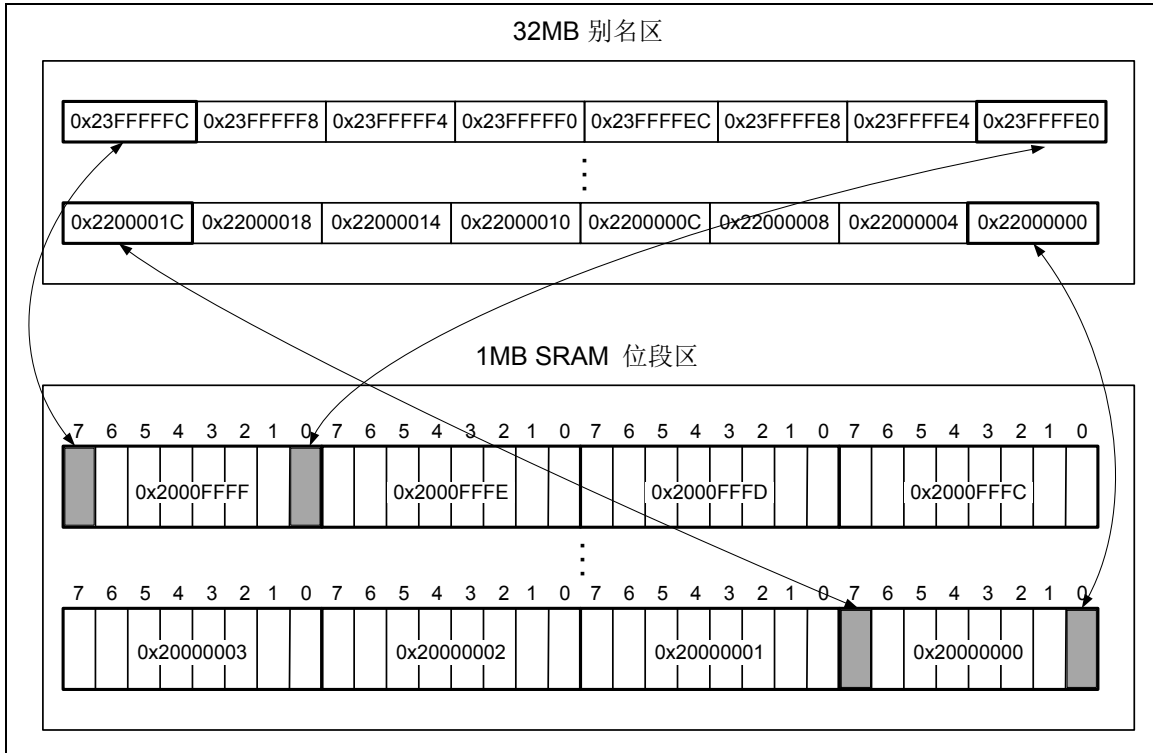 32MB 别名区
0x23FFFFFC 0x23FFFFF8 0x23FFFFF4 0x23FFFFF0 0x23FFFFEC 0x23FFFFE8 0x23FFFFE4 0x23FFFFE0
0x2200001C 0x22000018 0x22000014 0x22000010 0x2200000C 0x22000008 0x22000004 0x22000000
1MB SRAM 位段区
7 6 5 4 3 2 1 0 7 6 5 4 3 2 1 0 7 6 5 4 3 2 1 0 7 6 5 4 3 2 1 0
0x2000FFFF 0x2000FFFE 0x2000FFFD 0x2000FFFC
7 6 5 4 3 2 1 0 7 6 5 4 3 2 1 0 7 6 5 4 3 2 1 0 7 6 5 4 3 2 1 0
0x20000003 0x20000002 0x20000001 0x20000000